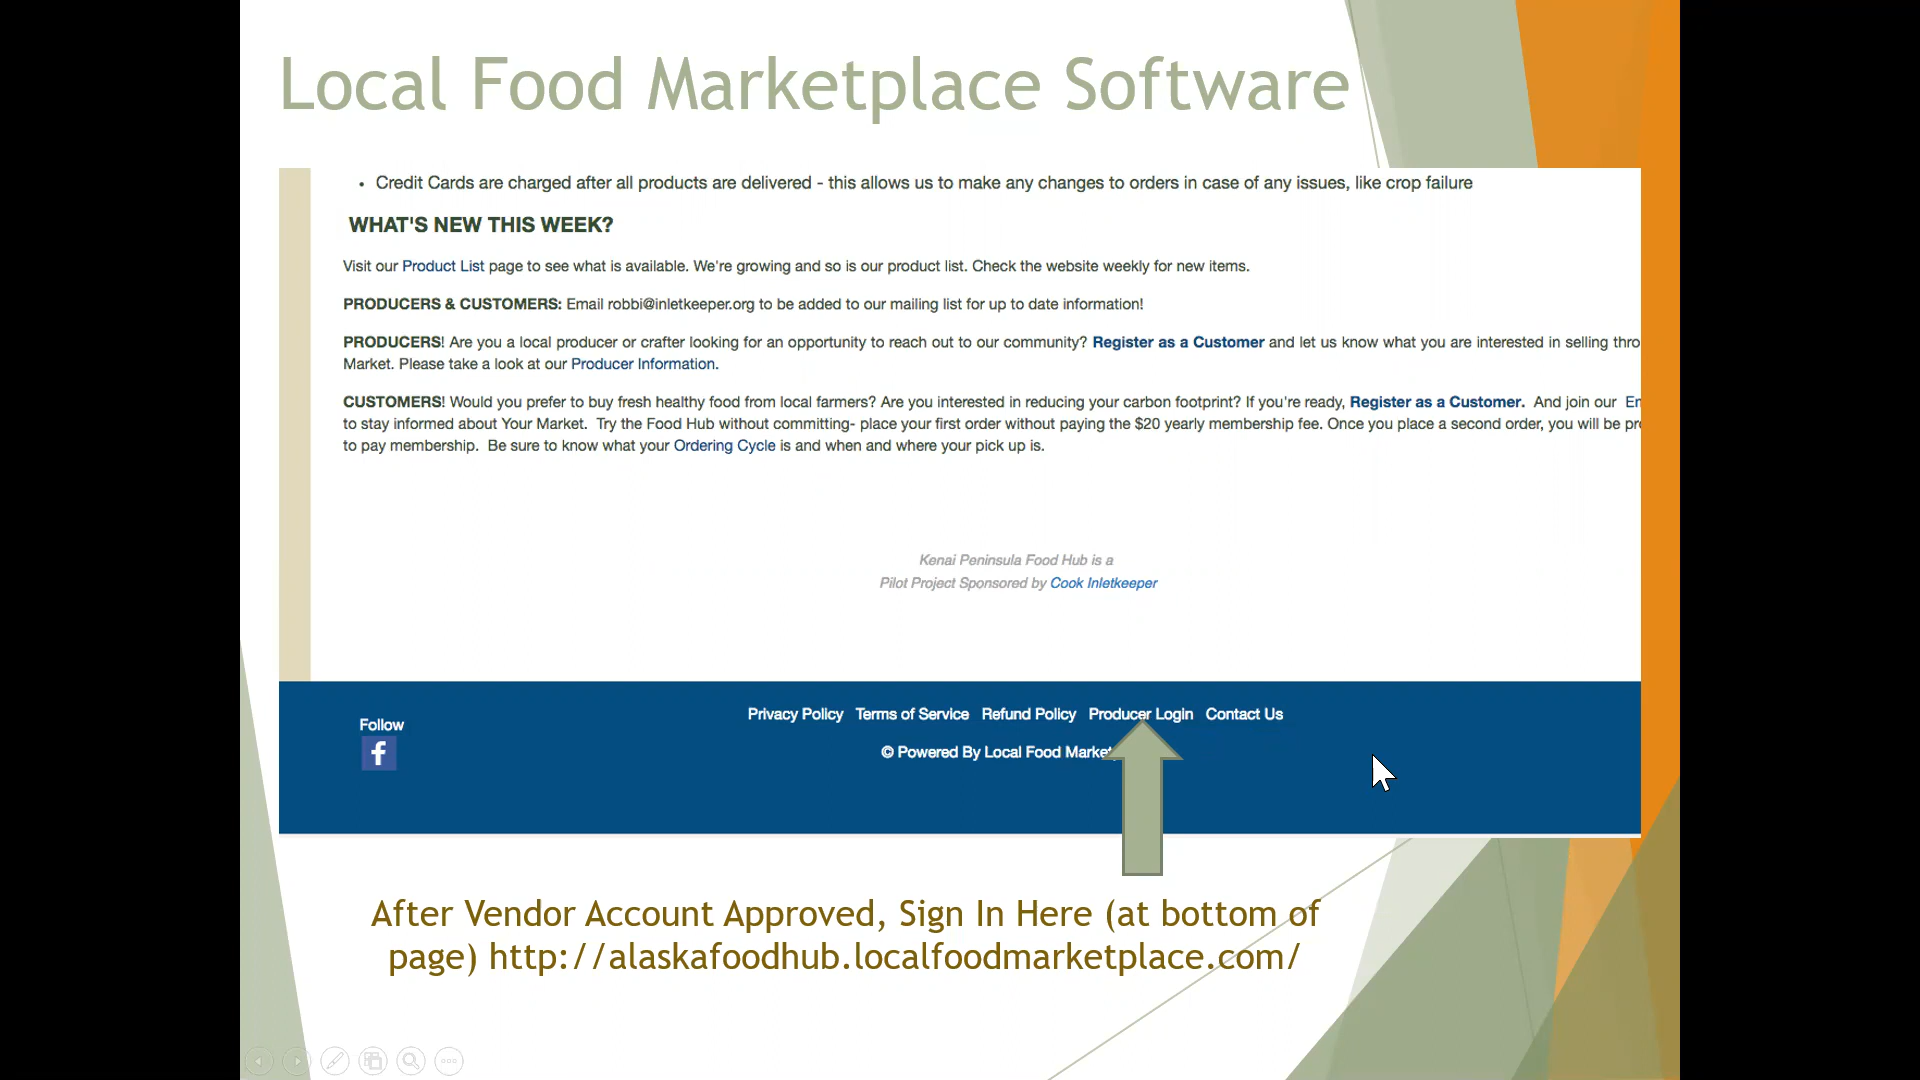 Local Food Marketplace Software
• Credit Cards are charged after all products are delivered - this allows us to make any changes to orders in case of any issues, like crop failure
WHAT'S NEW THIS WEEK?
Visit our Product List page to see what is available. We're growing and so is our product list. Check the website weekly for new items.
PRODUCERS & CUSTOMERS: Email robbi@inletkeeper.org to be added to our mailing list for up to date information!
PRODUCERS! Are you a local producer or crafter looking for an opportunity to reach out to our community? Register as a Customer and let us know what you are interested in selling thro
Market. Please take a look at our Producer Information.
CUSTOMERS! Would you prefer to buy fresh healthy food from local farmers? Are you interested in reducing your carbon footprint? If you're ready, Register as a Customer. And join our
to stay informed about Your Market. Try the Food Hub without committing- place your first order without paying the $20 yearly membership fee. Once you place a second order, you will be
to pay membership. Be sure to know what your Ordering Cycle is and when and where your pick up is.
Kenai Peninsula Food Hub is a
Pilot Project Sponsored by Cook Inletkeeper
Follow
f
Privacy Policy Terms of Service Refund Policy Producer Login Contact Us
© Powered By Local Food Market
After Vendor Account Approved, Sign In Here (at bottom of
page) http://alaskafoodhub.localfoodmarketplace.com/